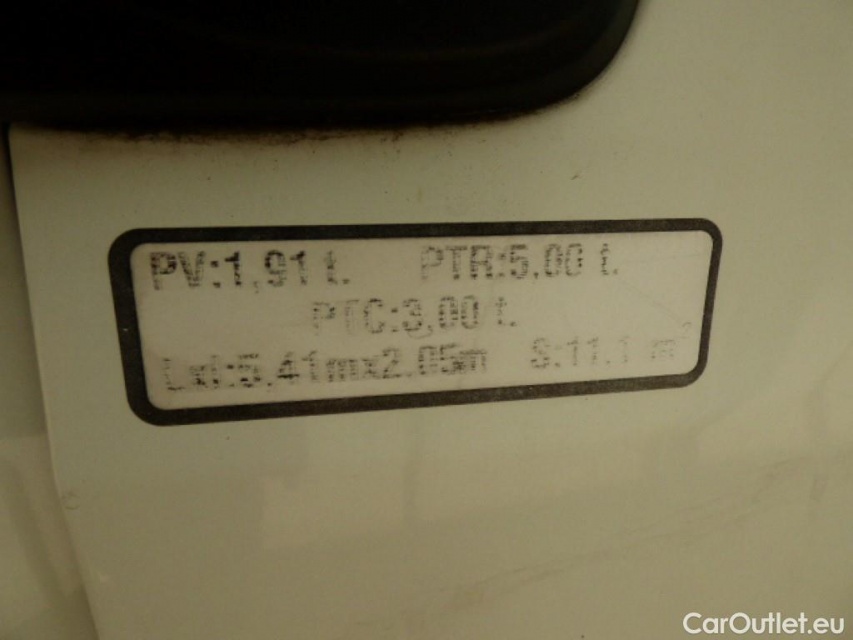 PV:1,91 t. PTR:5,00 t.
PTC:3,00 t.
Lxl:5,41mx2.05m S:11.1 m²
CarOutlet.eu